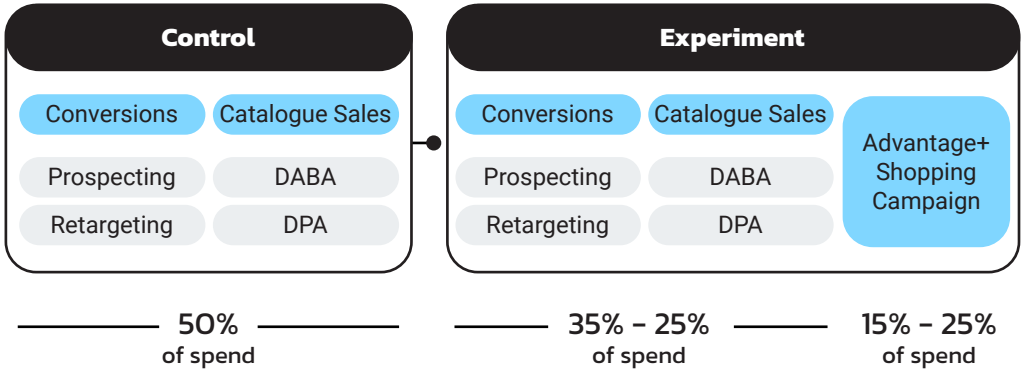 Control
Conversions
Catalogue Sales
Prospecting
DABA
Retargeting
DPA
50%
of spend
Experiment
Conversions
Catalogue Sales
Prospecting
DABA
Retargeting
DPA
Advantage+
Shopping
Campaign
35% - 25%
of spend
15% - 25%
of spend